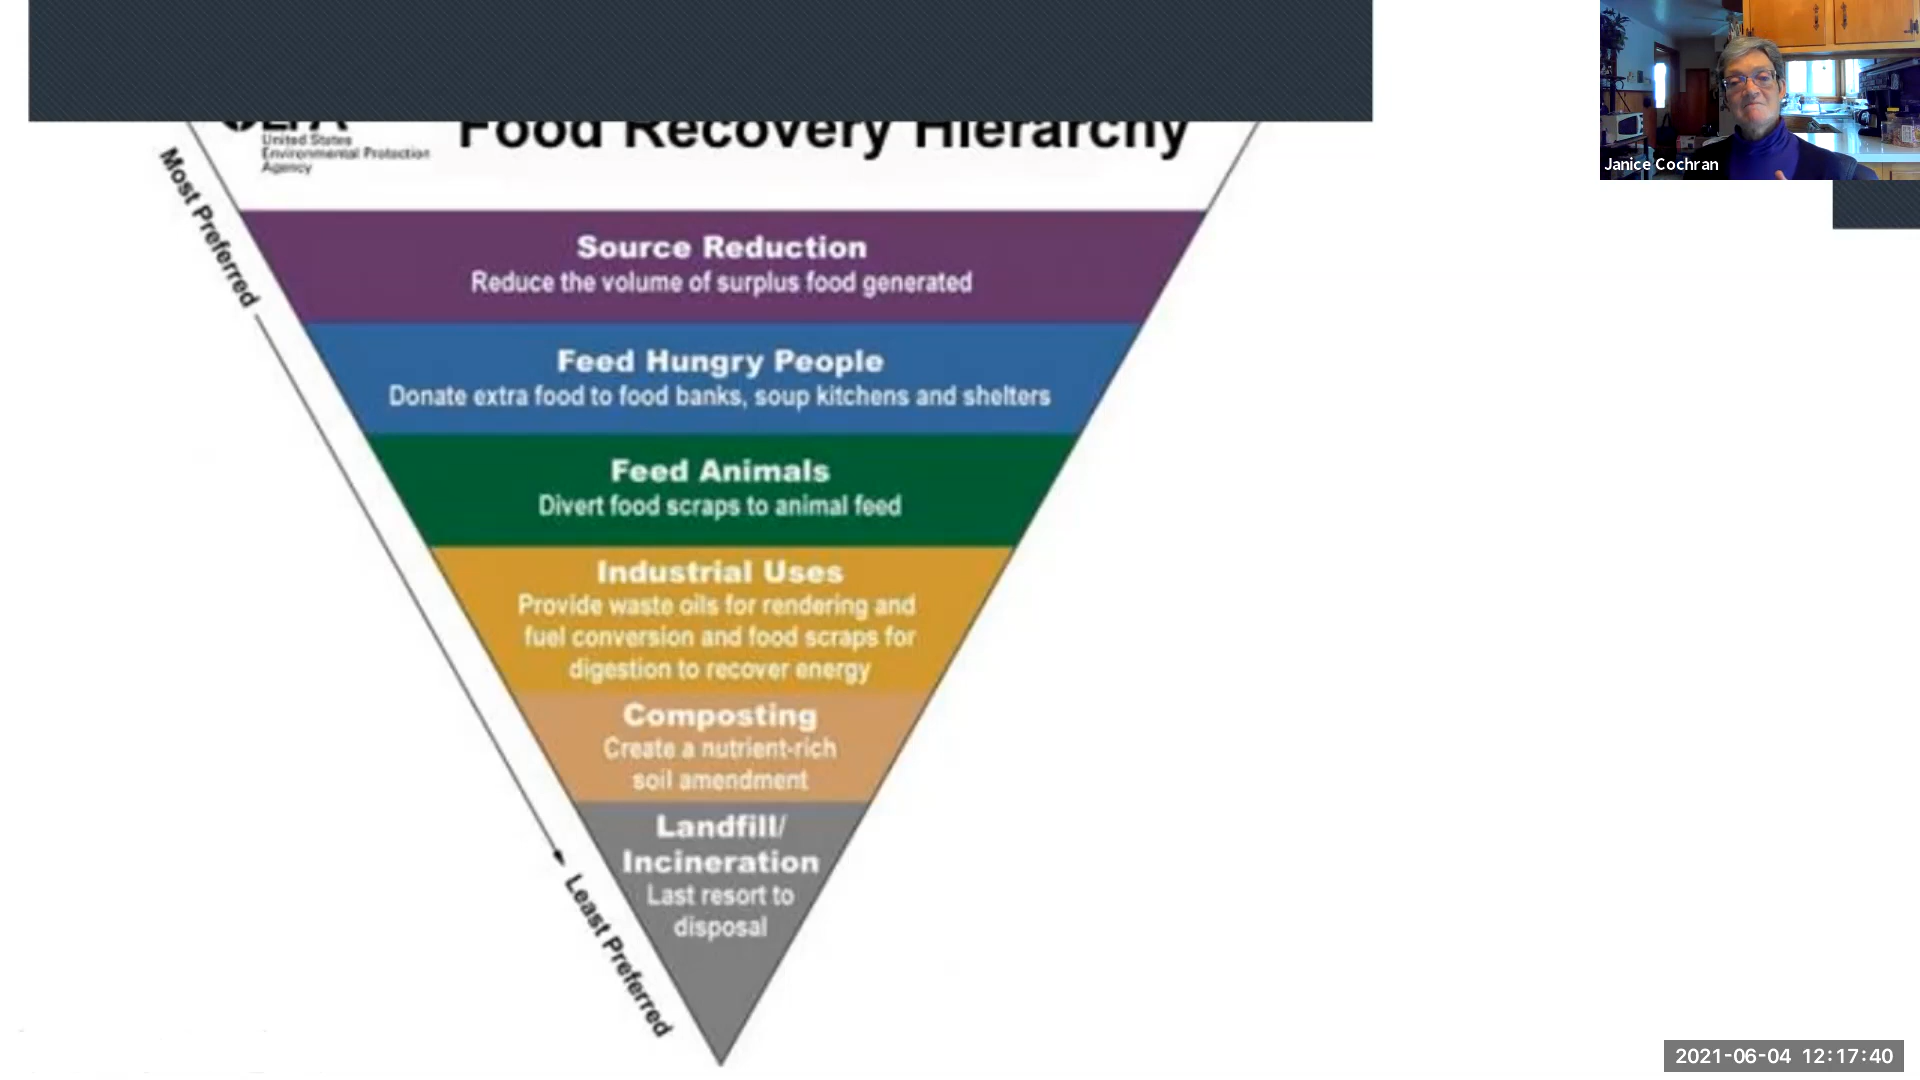 EPA
United States
Environmental Protection
Agency
Food Recovery Hierarchy
Most Preferred
Source Reduction
Reduce the volume of surplus food generated
Feed Hungry People
Donate extra food to food banks, soup kitchens and shelters
Feed Animals
Divert food scraps to animal feed
Industrial Uses
Provide waste oils for rendering and
fuel conversion and food scraps for
digestion to recover energy
Composting
Create a nutrient-rich
soil amendment
Landfill/
Incineration
Last resort to
disposal
Least Preferred
Janice Cochran
2021-06-04 12:17:40